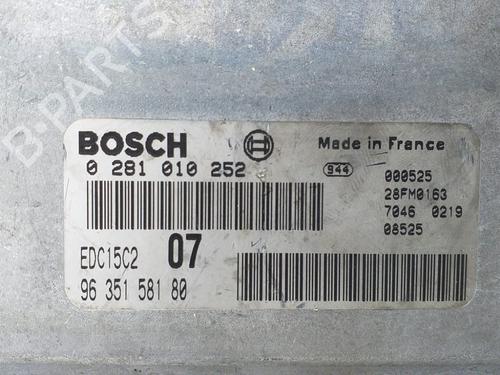 B-PARTS
BOSCH
Made in France
0 281 010 252
944
000525
28FM0163
7046 0219
08525
EDC15C2 07
96 351 581 80